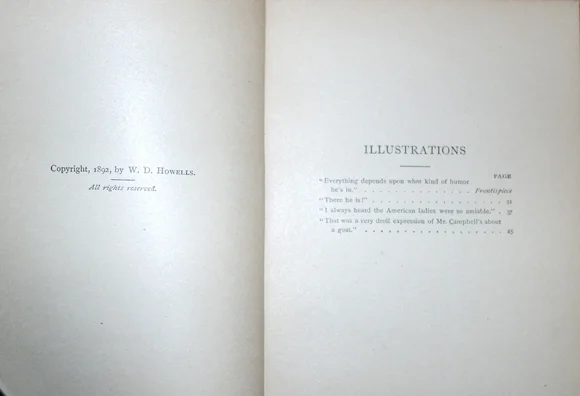 Copyright, 1892, by W. D. Howells.
All rights reserved.
ILLUSTRATIONS
PAGE
"Everything depends upon what kind of humor
he's in." . . . . . . . . . . . . . Frontispiece
"There he is!" . . . . . . . . . . . . . . . . 21
"I always heard the American ladies were so amiable." . 37
"That was a very droll expression of Mr. Campbell's about
a goat." . . . . . . . . . . . . . . . . . 45